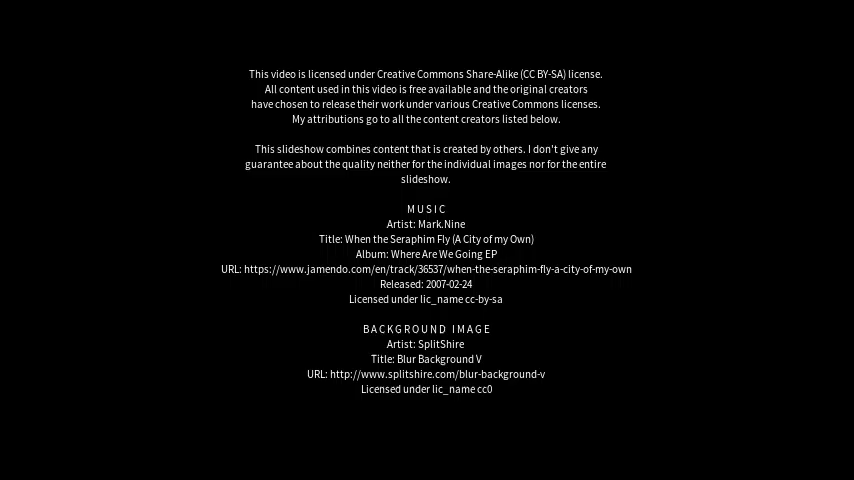 This video is licensed under Creative Commons Share-Alike (CC BY-SA) license.
All content used in this video is free available and the original creators
have chosen to release their work under various Creative Commons licenses.
My attributions go to all the content creators listed below.
This slideshow combines content that is created by others. I don't give any
guarantee about the quality neither for the individual images nor for the entire
slideshow.
MUSIC
Artist: Mark.Nine
Title: When the Seraphim Fly (A City of my Own)
Album: Where Are We Going EP
URL: https://www.jamendo.com/en/track/36537/when-the-seraphim-fly-a-city-of-my-own
Released: 2007-02-24
Licensed under lic_name cc-by-sa
BACKGROUND IMAGE
Artist: SplitShire
Title: Blur Background V
URL: http://www.splitshire.com/blur-background-v
Licensed under lic_name cc0